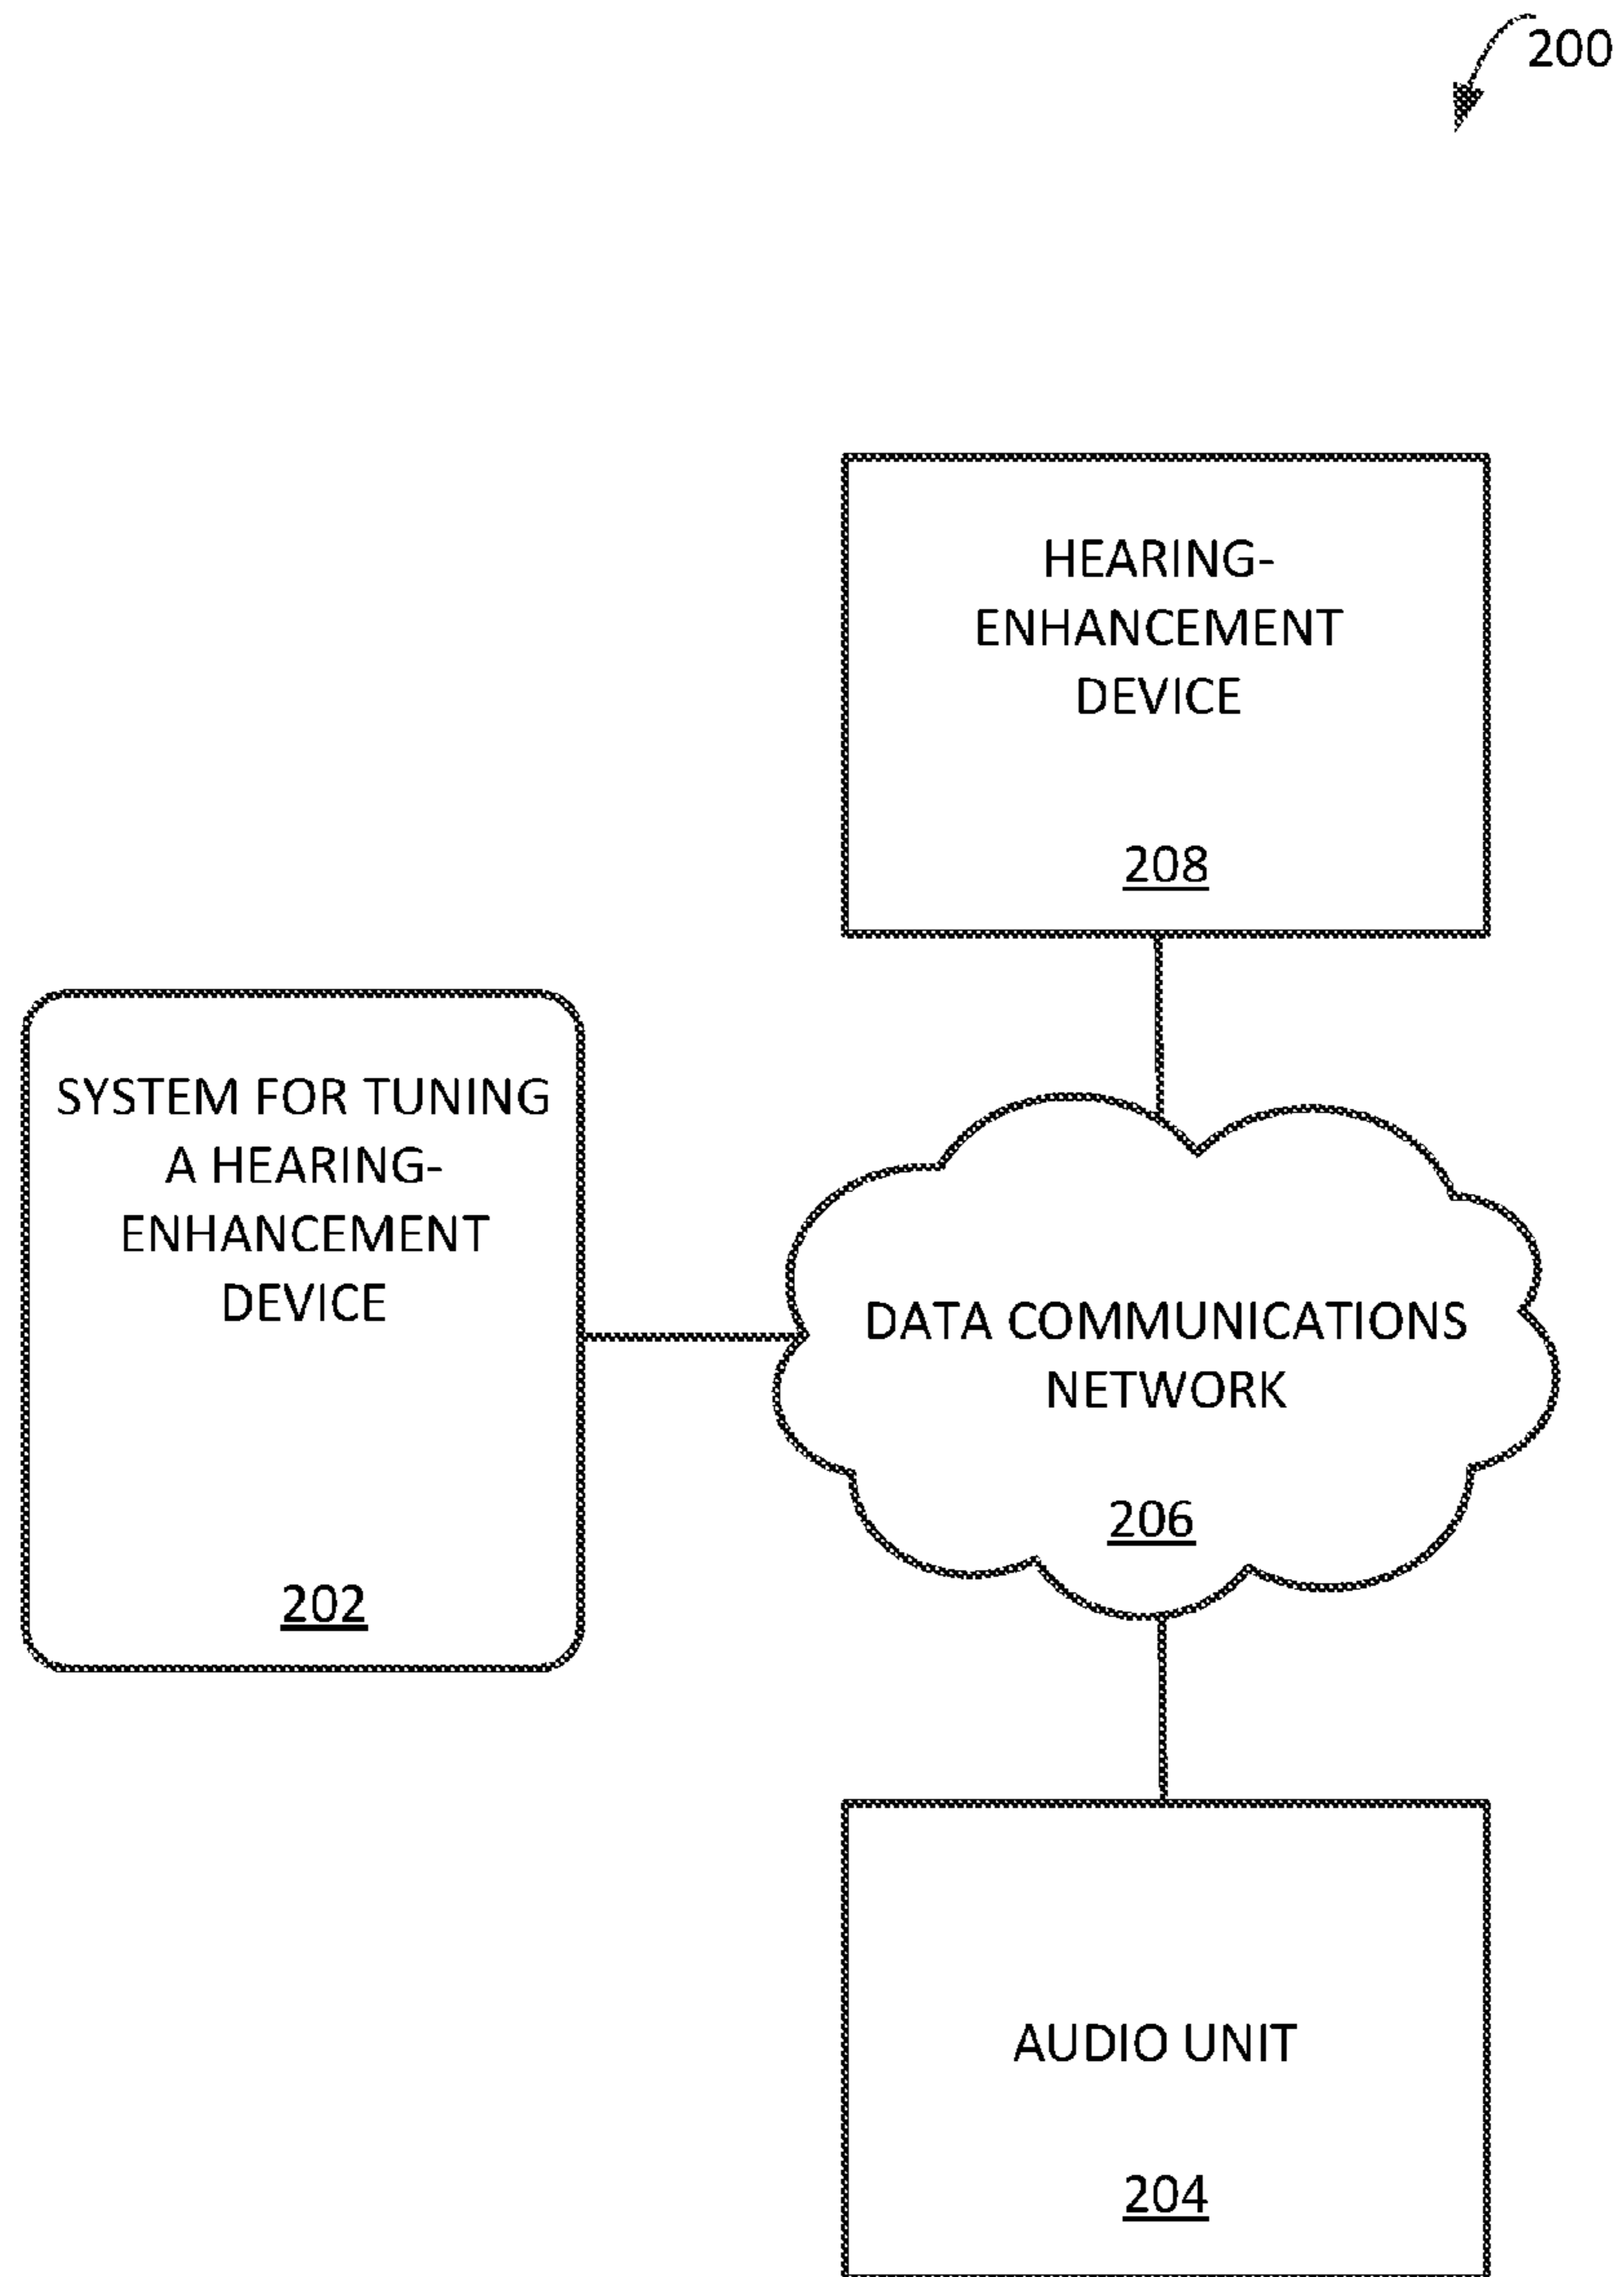 200
HEARING-
ENHANCEMENT
DEVICE
208
SYSTEM FOR TUNING
A HEARING-
ENHANCEMENT
DEVICE
202
DATA COMMUNICATIONS
NETWORK
206
AUDIO UNIT
204